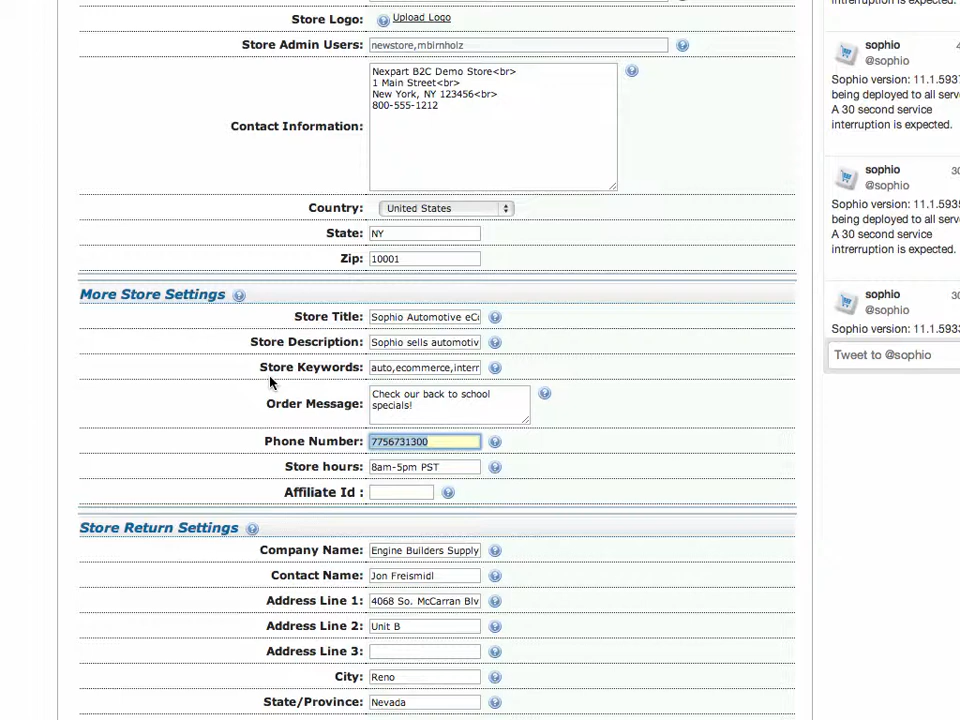 Store Logo: Upload Logo
Store Admin Users: newstore,mbirnholz
Contact Information:
Nexpart B2C Demo Store<br>
1 Main Street<br>
New York, NY 123456<br>
800-555-1212
Country: United States
State: NY
Zip: 10001
More Store Settings
Store Title: Sophio Automotive eCo
Store Description: Sophio sells automotiv
Store Keywords: auto,ecommerce,intern
Order Message: Check our back to school
specials!
Phone Number: 7756731300
Store hours: 8am-5pm PST
Affiliate Id :
Store Return Settings
Company Name: Engine Builders Supply
Contact Name: Jon Freismidl
Address Line 1: 4068 So. McCarran Blv
Address Line 2: Unit B
Address Line 3:
City: Reno
State/Province: Nevada
interruption is expected.
sophio 4
@sophio
Sophio version: 11.1.593
being deployed to all serv
A 30 second service
interruption is expected.
sophio 30
@sophio
Sophio version: 11.1.593
being deployed to all serv
A 30 second service
intrerruption is expected.
sophio 30
@sophio
Sophio version: 11.1.593
Tweet to @sophio